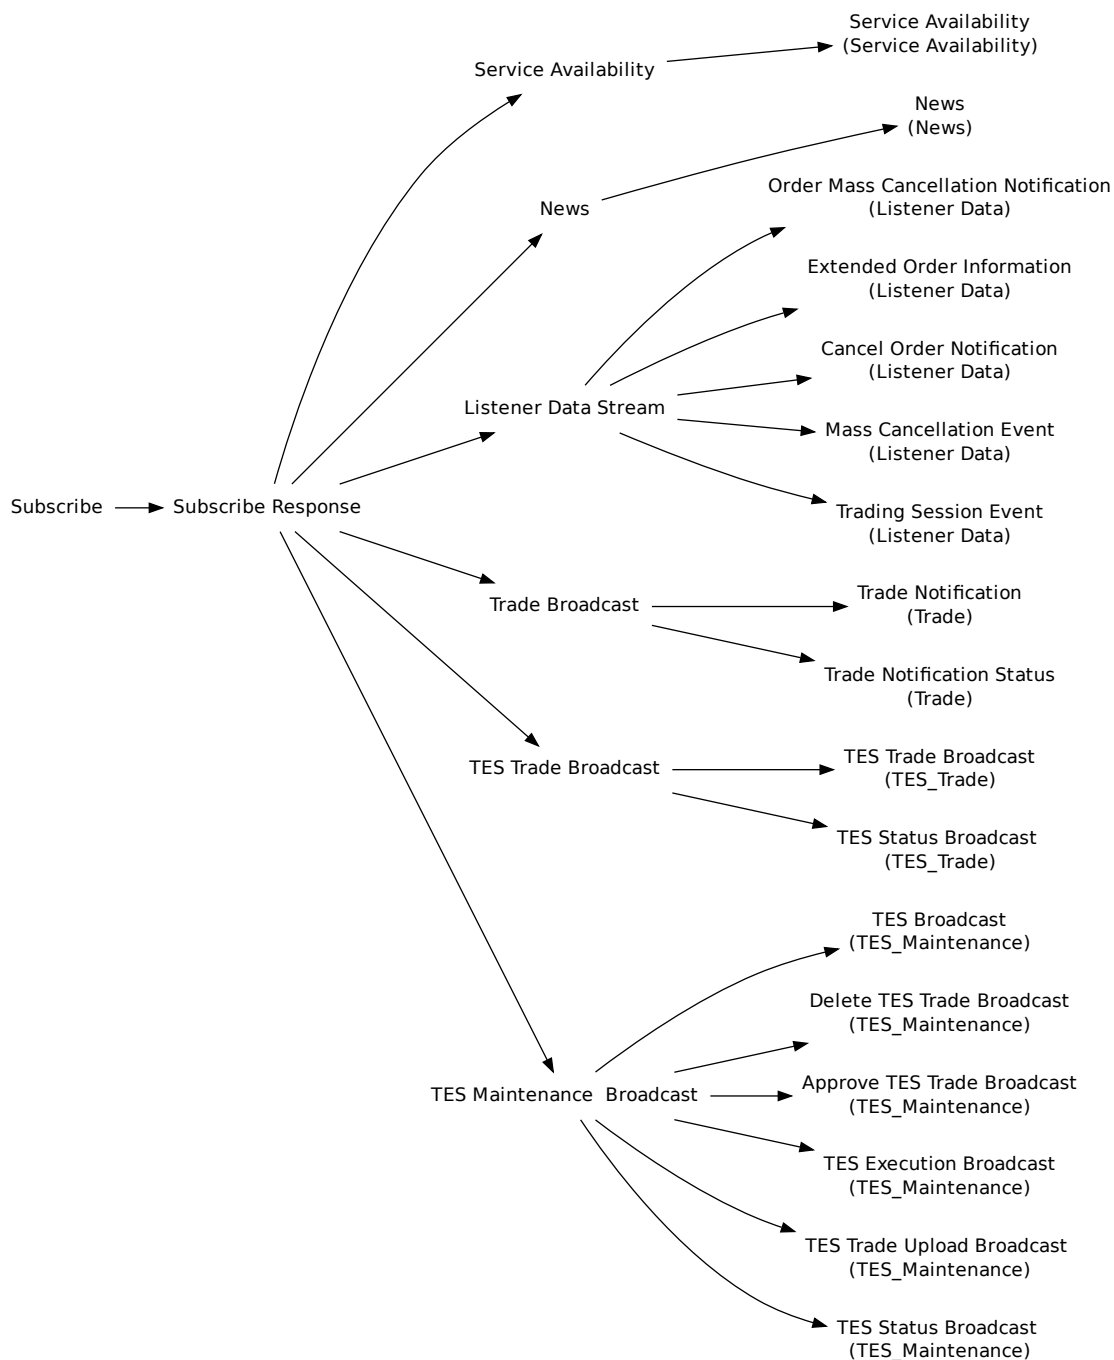 Service Availability
(Service Availability)
Service Availability
News
(News)
News
Order Mass Cancellation Notification
(Listener Data)
Extended Order Information
(Listener Data)
Cancel Order Notification
(Listener Data)
Listener Data Stream
Mass Cancellation Event
(Listener Data)
Subscribe
Subscribe Response
Trading Session Event
(Listener Data)
Trade Broadcast
Trade Notification
(Trade)
Trade Notification Status
(Trade)
TES Trade Broadcast
TES Trade Broadcast
(TES_Trade)
TES Status Broadcast
(TES_Trade)
TES Broadcast
(TES_Maintenance)
Delete TES Trade Broadcast
(TES_Maintenance)
TES Maintenance  Broadcast
Approve TES Trade Broadcast
(TES_Maintenance)
TES Execution Broadcast
(TES_Maintenance)
TES Trade Upload Broadcast
(TES_Maintenance)
TES Status Broadcast
(TES_Maintenance)